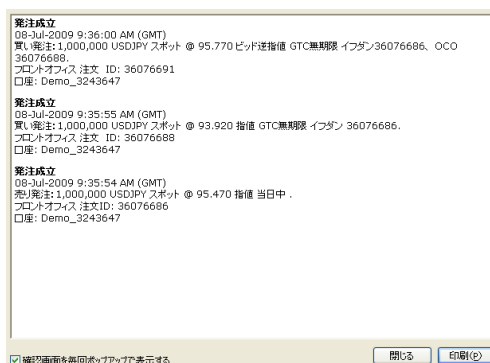 発注成立
08-Jul-2009 9:36:00 AM (GMT)
買い発注: 1,000,000 USDJPY スポット @ 95.770 ビッド逆指値 GTC無期限 イフダン36076686、OCO
36076688.
フロントオフィス 注文 ID: 36076691
口座: Demo_3243647
発注成立
08-Jul-2009 9:35:55 AM (GMT)
買い発注: 1,000,000 USDJPY スポット @ 93.920 指値 GTC無期限 イフダン 36076686.
フロントオフィス 注文 ID: 36076688
口座: Demo_3243647
発注成立
08-Jul-2009 9:35:54 AM (GMT)
売り発注: 1,000,000 USDJPY スポット @ 95.470 指値 当日中 .
フロントオフィス 注文ID: 36076686
口座: Demo_3243647
確認画面を毎回ポップアップで表示する
閉じる 印刷(P)